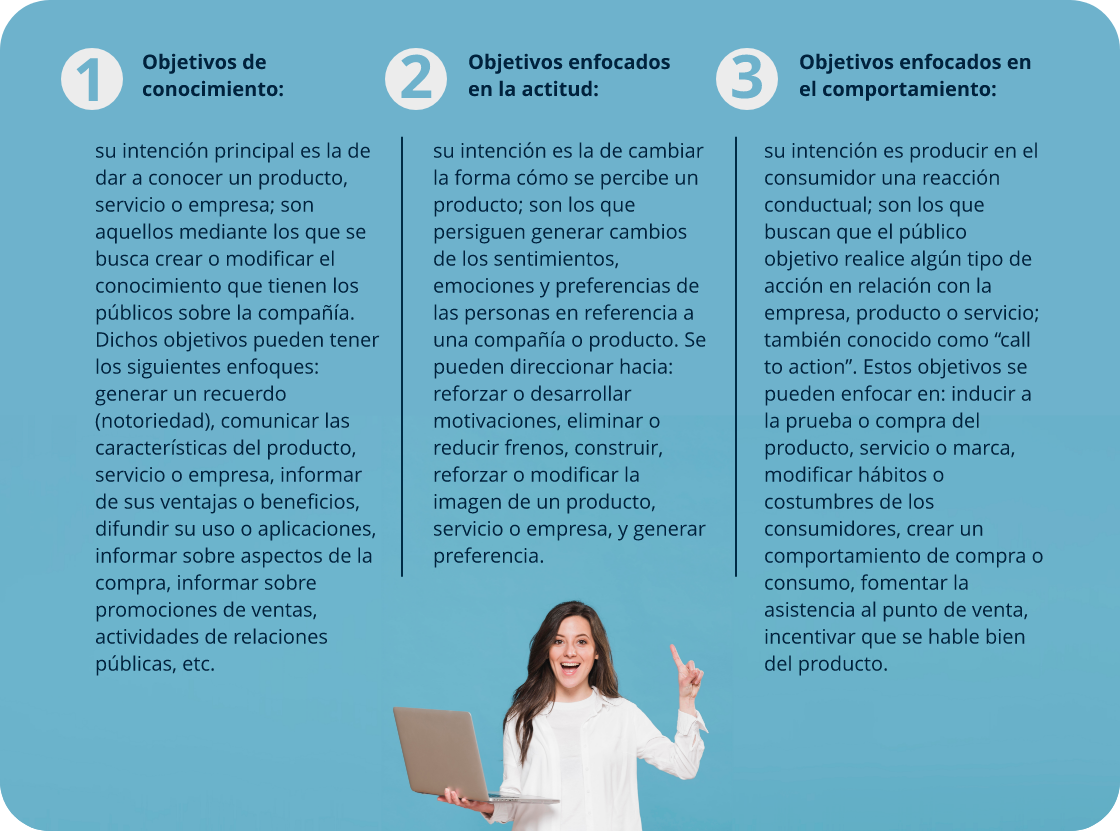 1
Objetivos de
conocimiento:
su intención principal es la de
dar a conocer un producto,
servicio o empresa; son
aquellos mediante los que se
busca crear o modificar el
conocimiento que tienen los
públicos sobre la compañía.
Dichos objetivos pueden tener
los siguientes enfoques:
generar un recuerdo
(notoriedad), comunicar las
características del producto,
servicio o empresa, informar
de sus ventajas o beneficios,
difundir su uso o aplicaciones,
informar sobre aspectos de la
compra, informar sobre
promociones de ventas,
actividades de relaciones
públicas, etc.
2
Objetivos enfocados
en la actitud:
su intención es la de cambiar
la forma cómo se percibe un
producto; son los que
persiguen generar cambios
de los sentimientos,
emociones y preferencias de
las personas en referencia a
una compañía o producto. Se
pueden direccionar hacia:
reforzar o desarrollar
motivaciones, eliminar o
reducir frenos, construir,
reforzar o modificar la
imagen de un producto,
servicio o empresa, y generar
preferencia.
3
Objetivos enfocados en
el comportamiento:
su intención es producir en el
consumidor una reacción
conductual; son los que
buscan que el público
objetivo realice algún tipo de
acción en relación con la
empresa, producto o servicio;
también conocido como “call
to action”. Estos objetivos se
pueden enfocar en: inducir a
la prueba o compra del
producto, servicio o marca,
modificar hábitos o
costumbres de los
consumidores, crear un
comportamiento de compra o
consumo, fomentar la
asistencia al punto de venta,
incentivar que se hable bien
del producto.